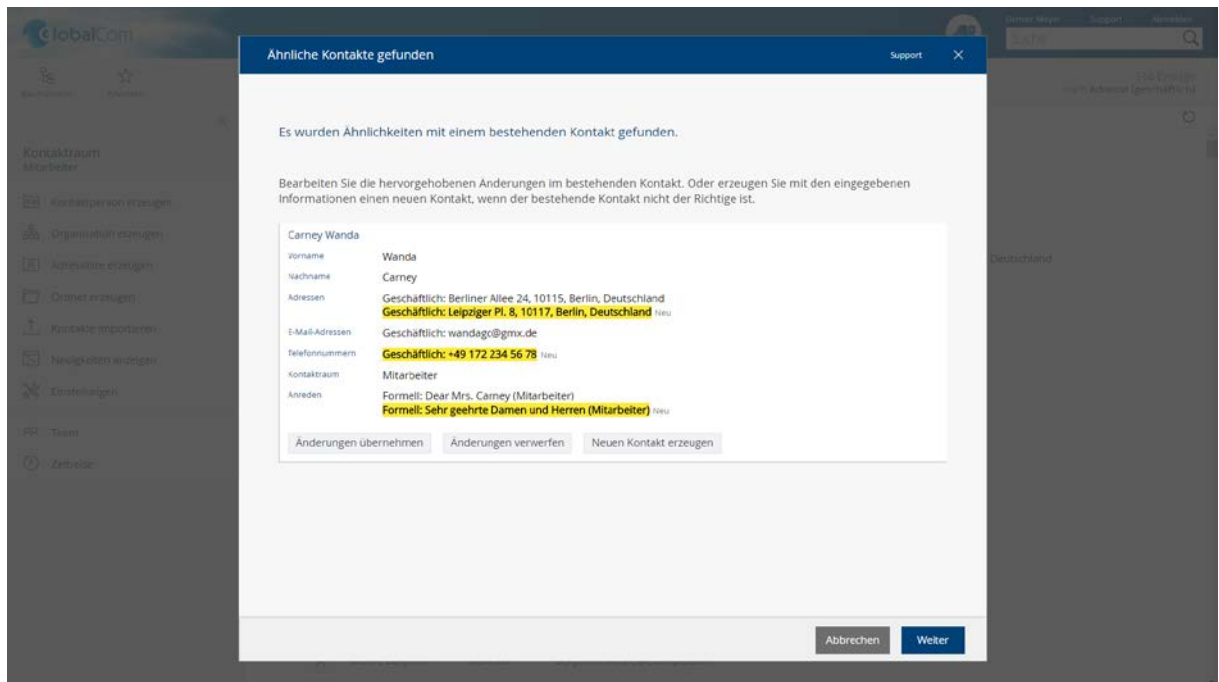 GlobalCom
Support
Suche
Ähnliche Kontakte gefunden
Support
Es wurden Ähnlichkeiten mit einem bestehenden Kontakt gefunden.
Kontaktraum
Mitarbeiter
Kontaktperson erzeugen
Organisation erzeugen
Adressliste erzeugen
Ordner erzeugen
Kontakte importieren
Neuigkeiten anzeigen
Einstellungen
Team
Zeitreise
Bearbeiten Sie die hervorgehobenen Änderungen im bestehenden Kontakt. Oder erzeugen Sie mit den eingegebenen
Informationen einen neuen Kontakt, wenn der bestehende Kontakt nicht der Richtige ist.
Carney Wanda
Vorname Wanda
Nachname Carney
Adressen Geschäftlich: Berliner Allee 24, 10115, Berlin, Deutschland
Geschäftlich: Leipziger Pl. 8, 10117, Berlin, Deutschland Neu
E-Mail-Adressen Geschäftlich: wandagc@gmx.de
Telefonnummern Geschäftlich: +49 172 234 56 78 Neu
Kontaktraum Mitarbeiter
Anreden Formell: Dear Mrs. Carney (Mitarbeiter)
Formell: Sehr geehrte Damen und Herren (Mitarbeiter) Neu
Änderungen übernehmen Änderungen verwerfen Neuen Kontakt erzeugen
Deutschland
Abbrechen Weiter